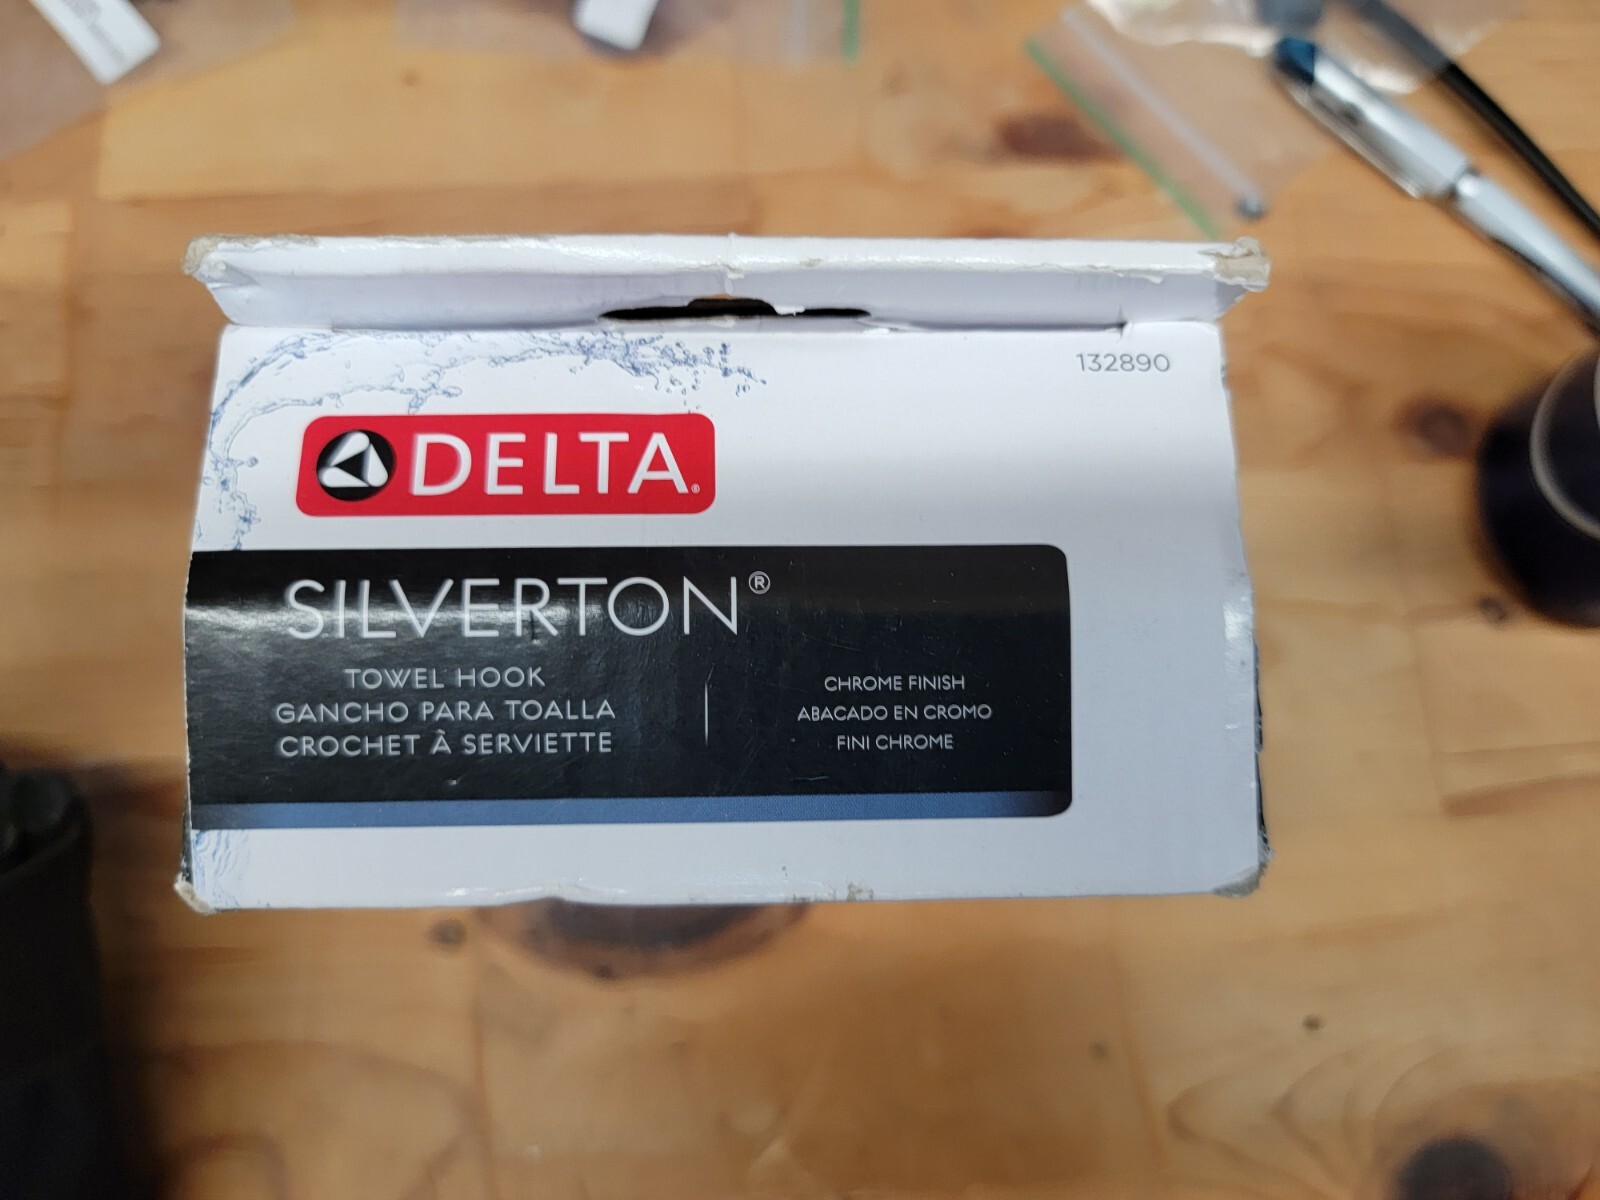 132890
DELTA®
SILVERTON®
TOWEL HOOK
GANCHO PARA TOALLA
CROCHET À SERVIETTE
CHROME FINISH
ABACADO EN CROMO
FINI CHROME